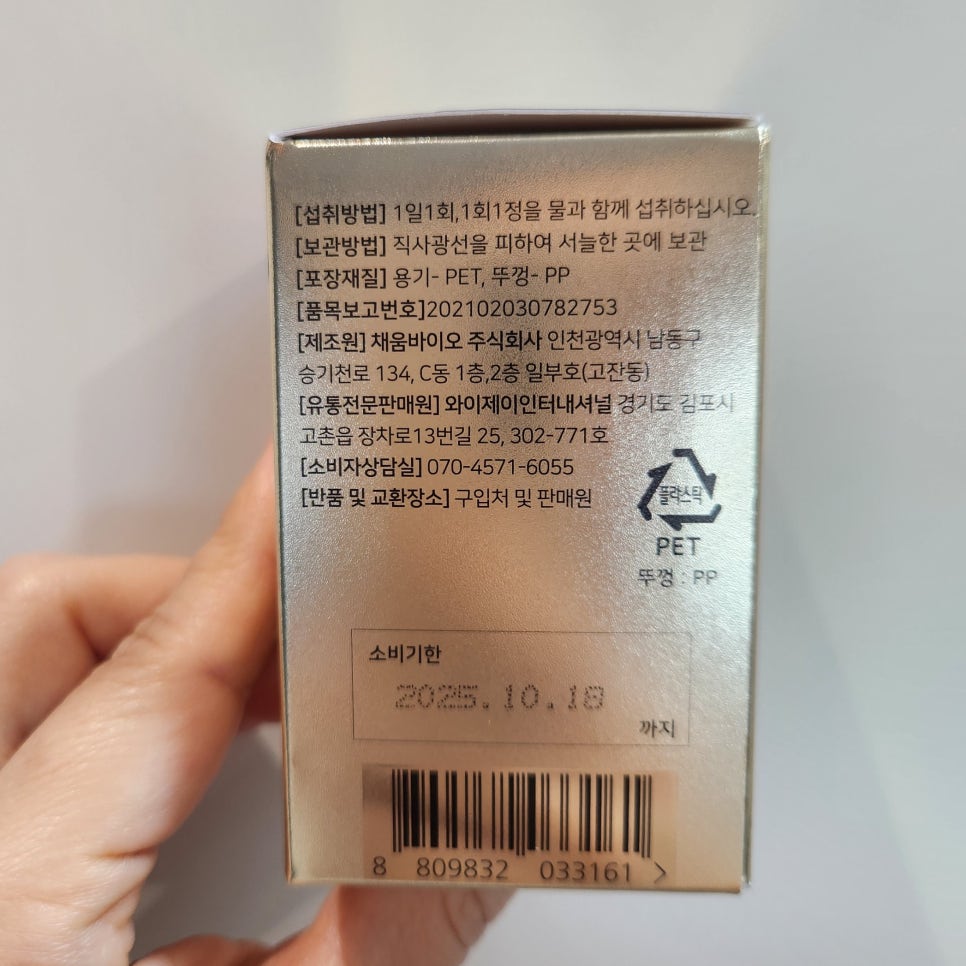 [섭취방법] 1일1회,1회1정을 물과 함께 섭취하십시오.
[보관방법] 직사광선을 피하여 서늘한 곳에 보관
[포장재질] 용기- PET, 뚜껑- PP
[품목보고번호]202102030782753
[제조원] 채움바이오 주식회사 인천광역시 남동구
승기천로 134, C동 1층,2층 일부호(고잔동)
[유통전문판매원] 와이제이인터내셔널 경기도 김포시
고촌읍 장차로13번길 25, 302-771호
[소비자상담실] 070-4571-6055
[반품 및 교환장소] 구입처 및 판매원
플라스틱
PET
뚜껑 : PP
소비기한
2025.10.18
까지
8 809832 033161 >